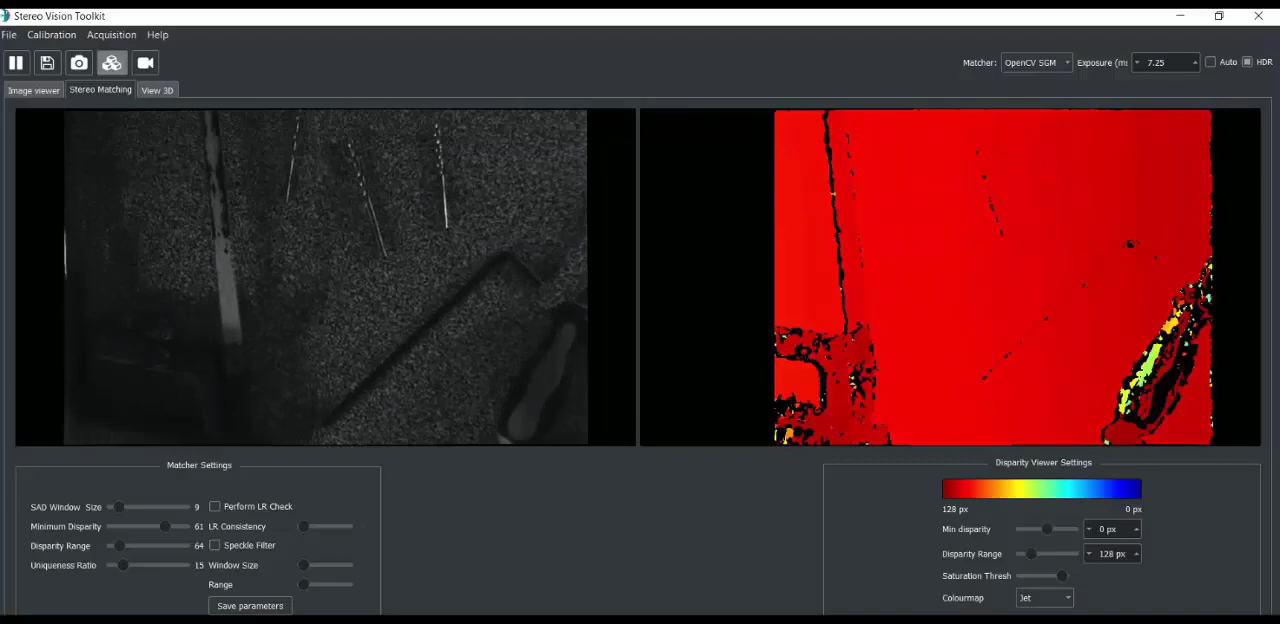 Stereo Vision Toolkit
File Calibration Acquisition Help
Matcher: OpenCV SGM Exposure (m: 7.25 Auto HDR
Image viewer Stereo Matching View 3D
Matcher Settings
SAD Window Size 9 Perform LR Check
Minimum Disparity 61 LR Consistency
Disparity Range 64 Speckle Filter
Uniqueness Ratio 15 Window Size
Range
Save parameters
Disparity Viewer Settings
128 px 0 px
Min disparity 0 px
Disparity Range 128 px
Saturation Thresh
Colourmap Jet